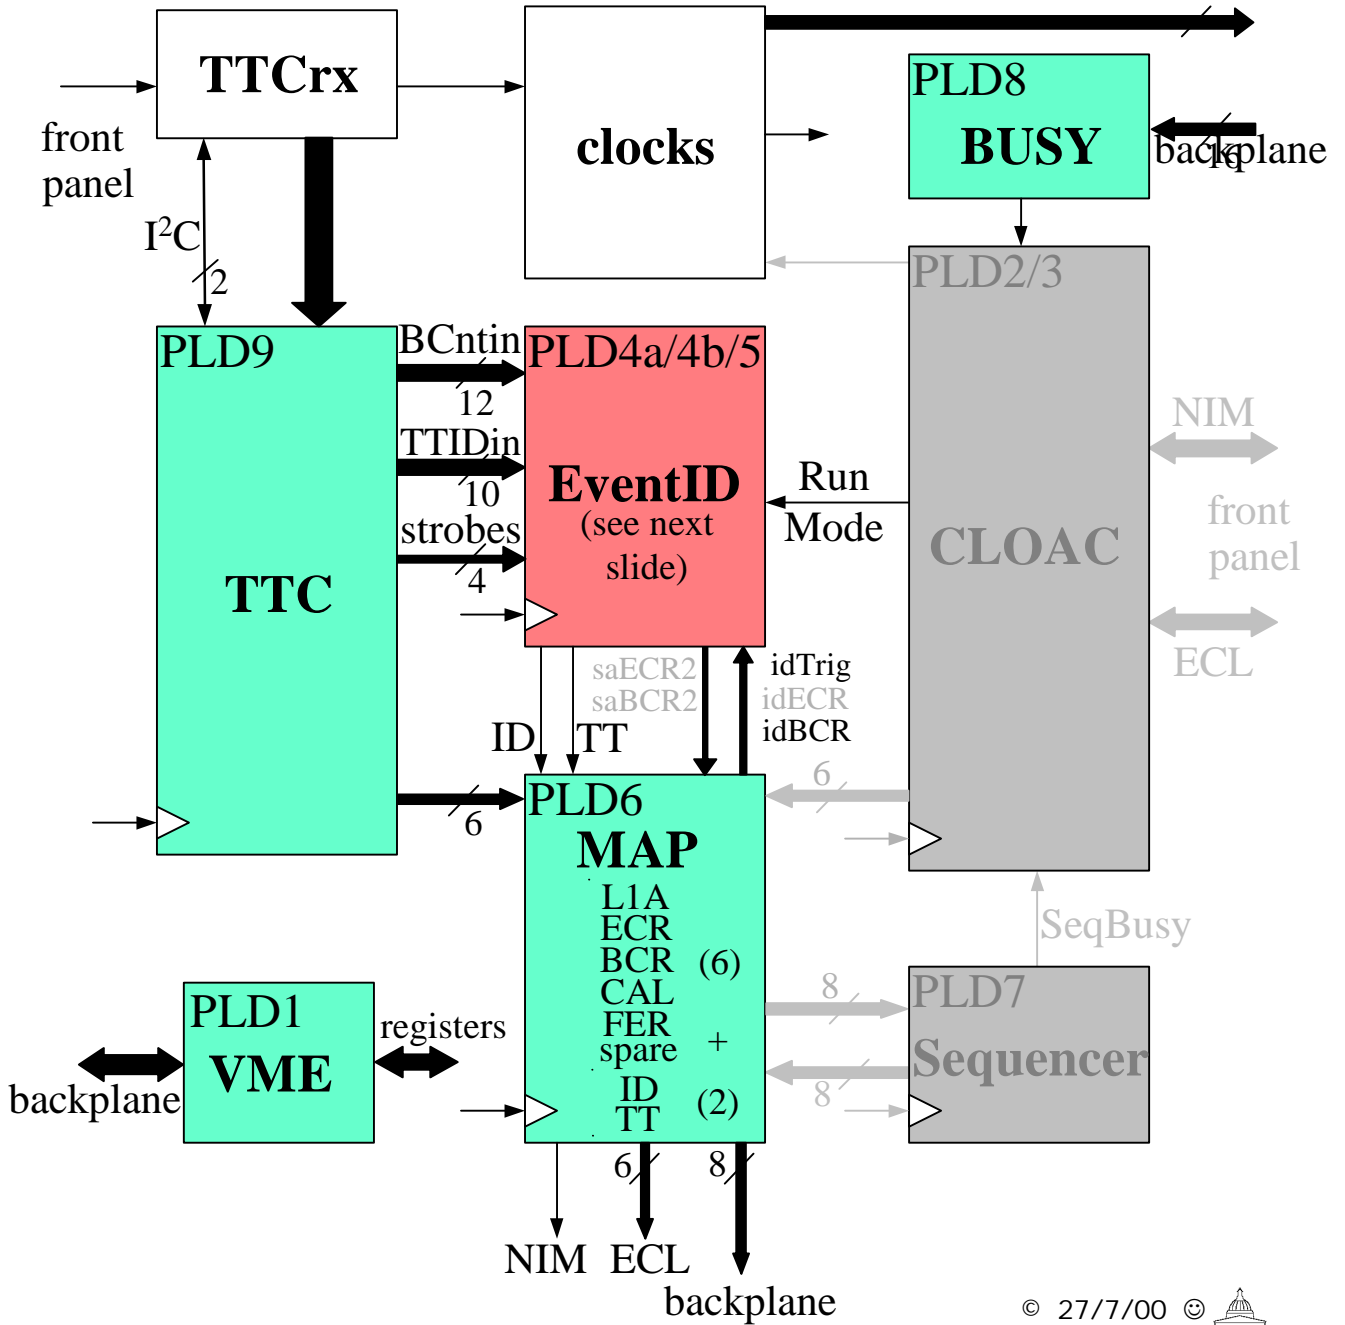 TTCrx
clocks
PLD8
BUSY
front
panel
backplane
16
I²C
2
PLD2/3
PLD9
BCntin
12
PLD4a/4b/5
TTIDin
10
EventID
(see next
slide)
strobes
4
Run
Mode
NIM
front
panel
CLOAC
TTC
ECL
saECR2
saBCR2
idTrig
idECR
idBCR
ID
TT
6
6
PLD6
MAP
L1A
ECR
BCR (6)
CAL
FER
spare +
ID
TT (2)
SeqBusy
8
PLD7
Sequencer
8
PLD1
VME
registers
backplane
6
8
NIM
ECL
backplane
© 27/7/00 ☺